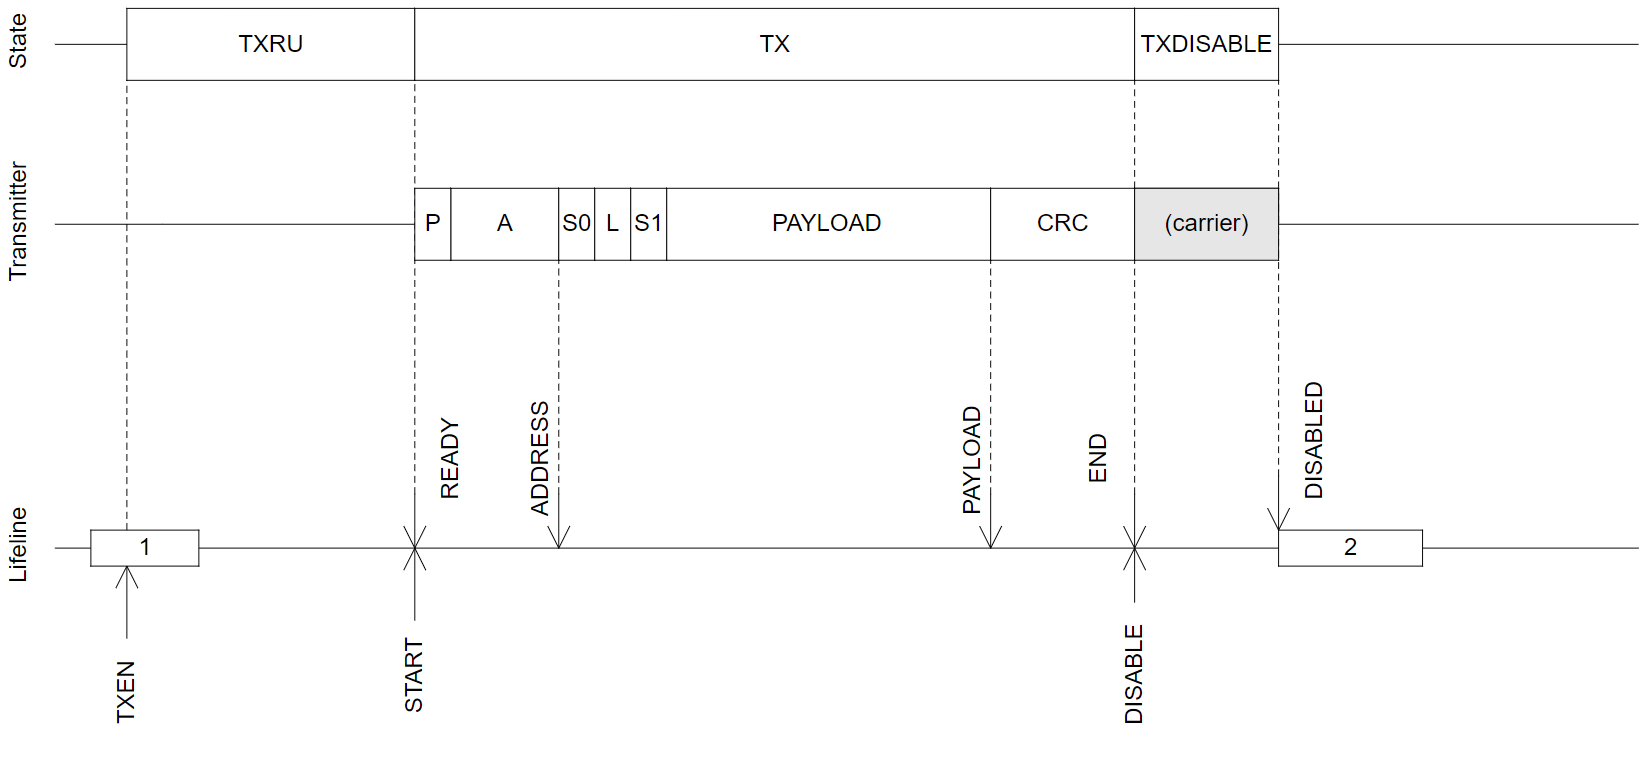 State
TXRU
TX
TXDISABLE
Transmitter
P
A
S0
L
S1
PAYLOAD
CRC
(carrier)
READY
ADDRESS
PAYLOAD
END
DISABLED
Lifeline
1
2
TXEN
START
DISABLE